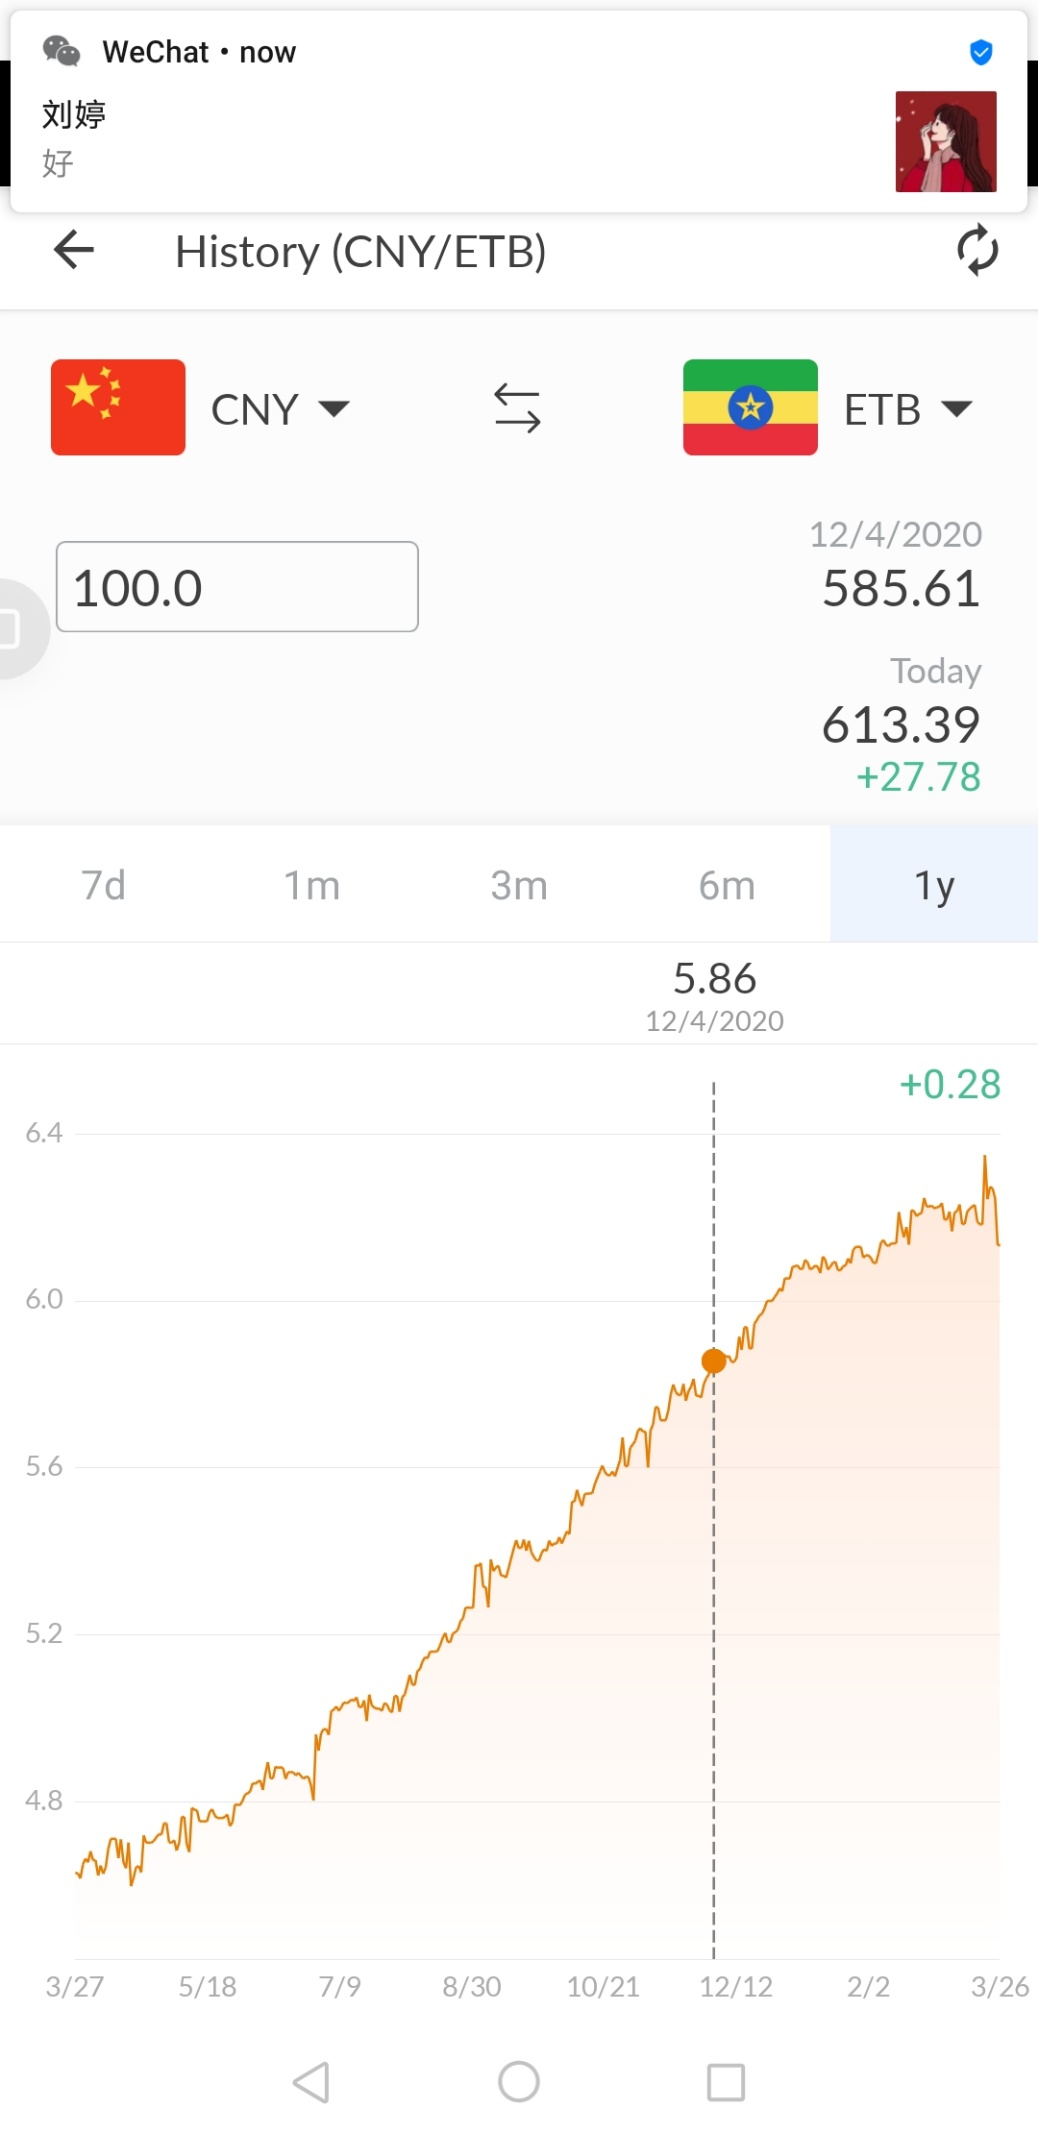 WeChat • now
刘婷
好
History (CNY/ETB)
CNY
ETB
12/4/2020
100.0
585.61
Today
613.39
+27.78
7d 1m 3m 6m 1y
5.86
12/4/2020
+0.28
6.4
6.0
5.6
5.2
4.8
3/27 5/18 7/9 8/30 10/21 12/12 2/2 3/26